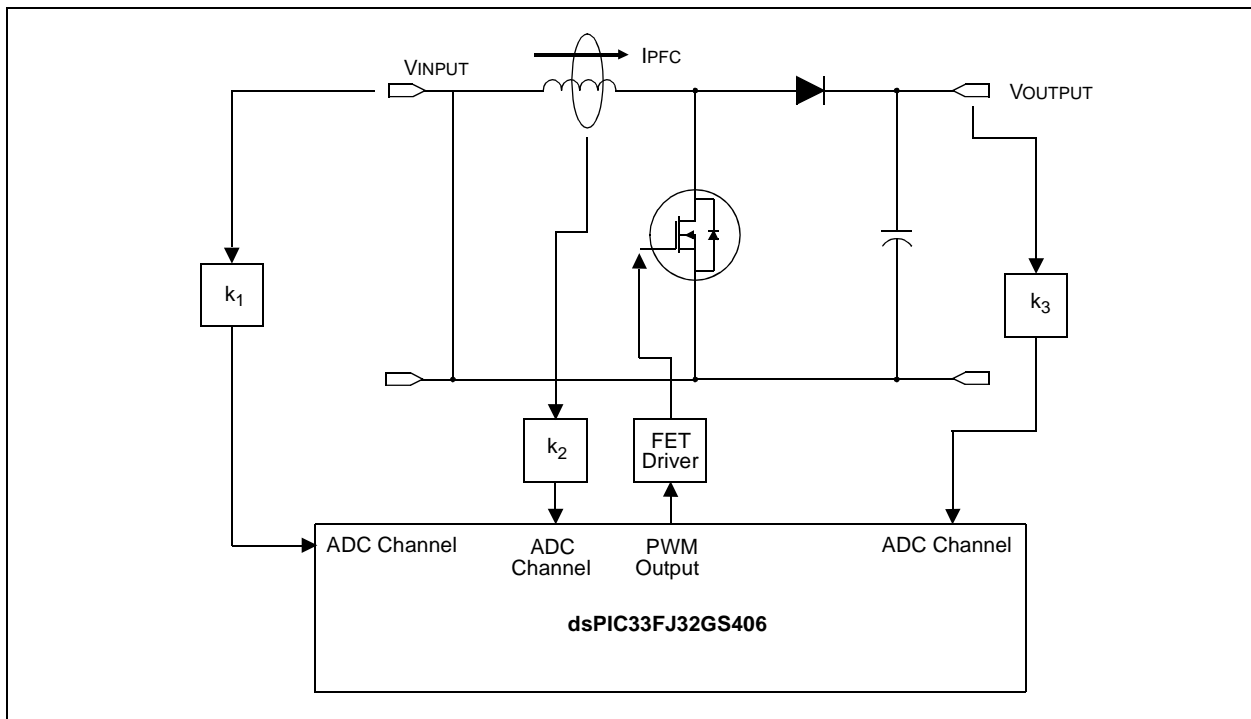 IPFC
VINPUT
VOUTPUT
k1
k3
k2
FET
Driver
ADC Channel
ADC
Channel
PWM
Output
ADC Channel
dsPIC33FJ32GS406